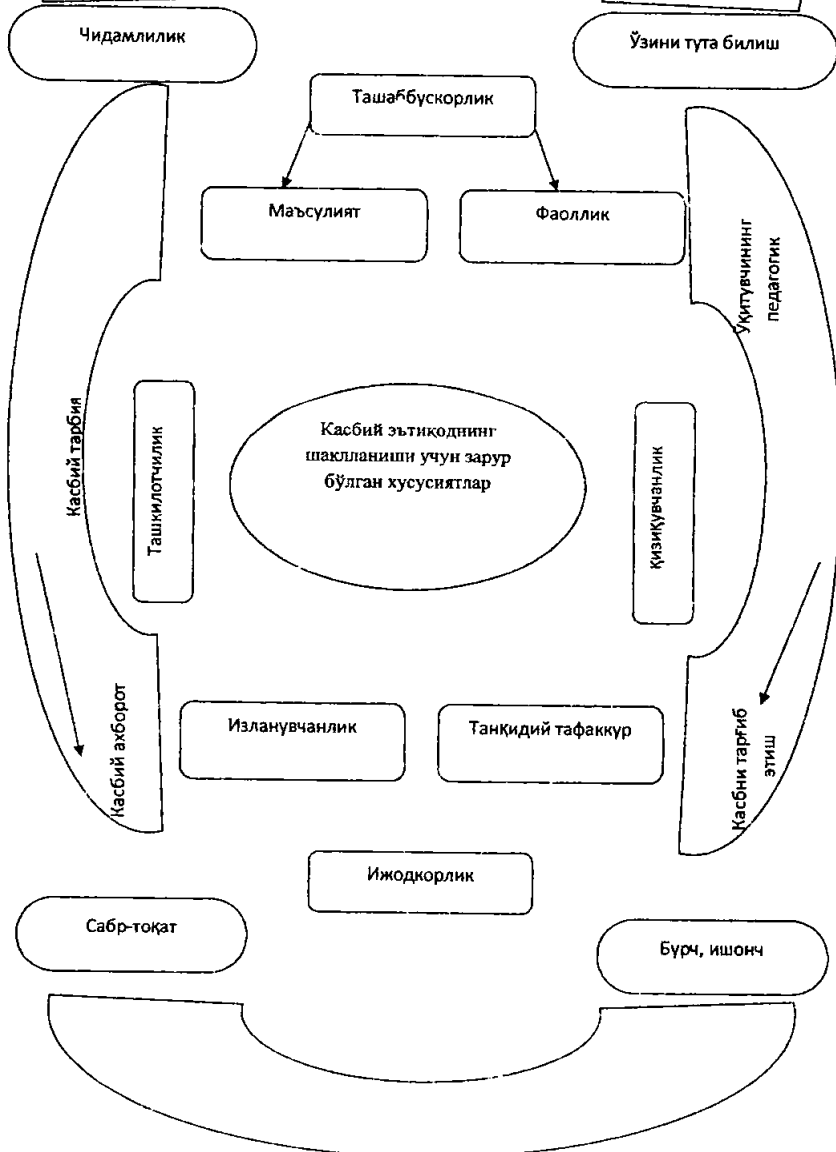 Чидамлилик
Ўзини тута билиш
Ташаббускорлик
Маъсулият
Фаоллик
Ўқитувчининг
педагогик
Касбий тарбия
Ташкилотчилик
Касбий эътиқоднинг
шаклланиши учун зарур
бўлган хусусиятлар
қизиқувчанлик
Касбий ахборот
Изланувчанлик
Танқидий тафаккур
Касбни тарғиб
этиш
Ижодкорлик
Сабр-тоқат
Бурч, ишонч